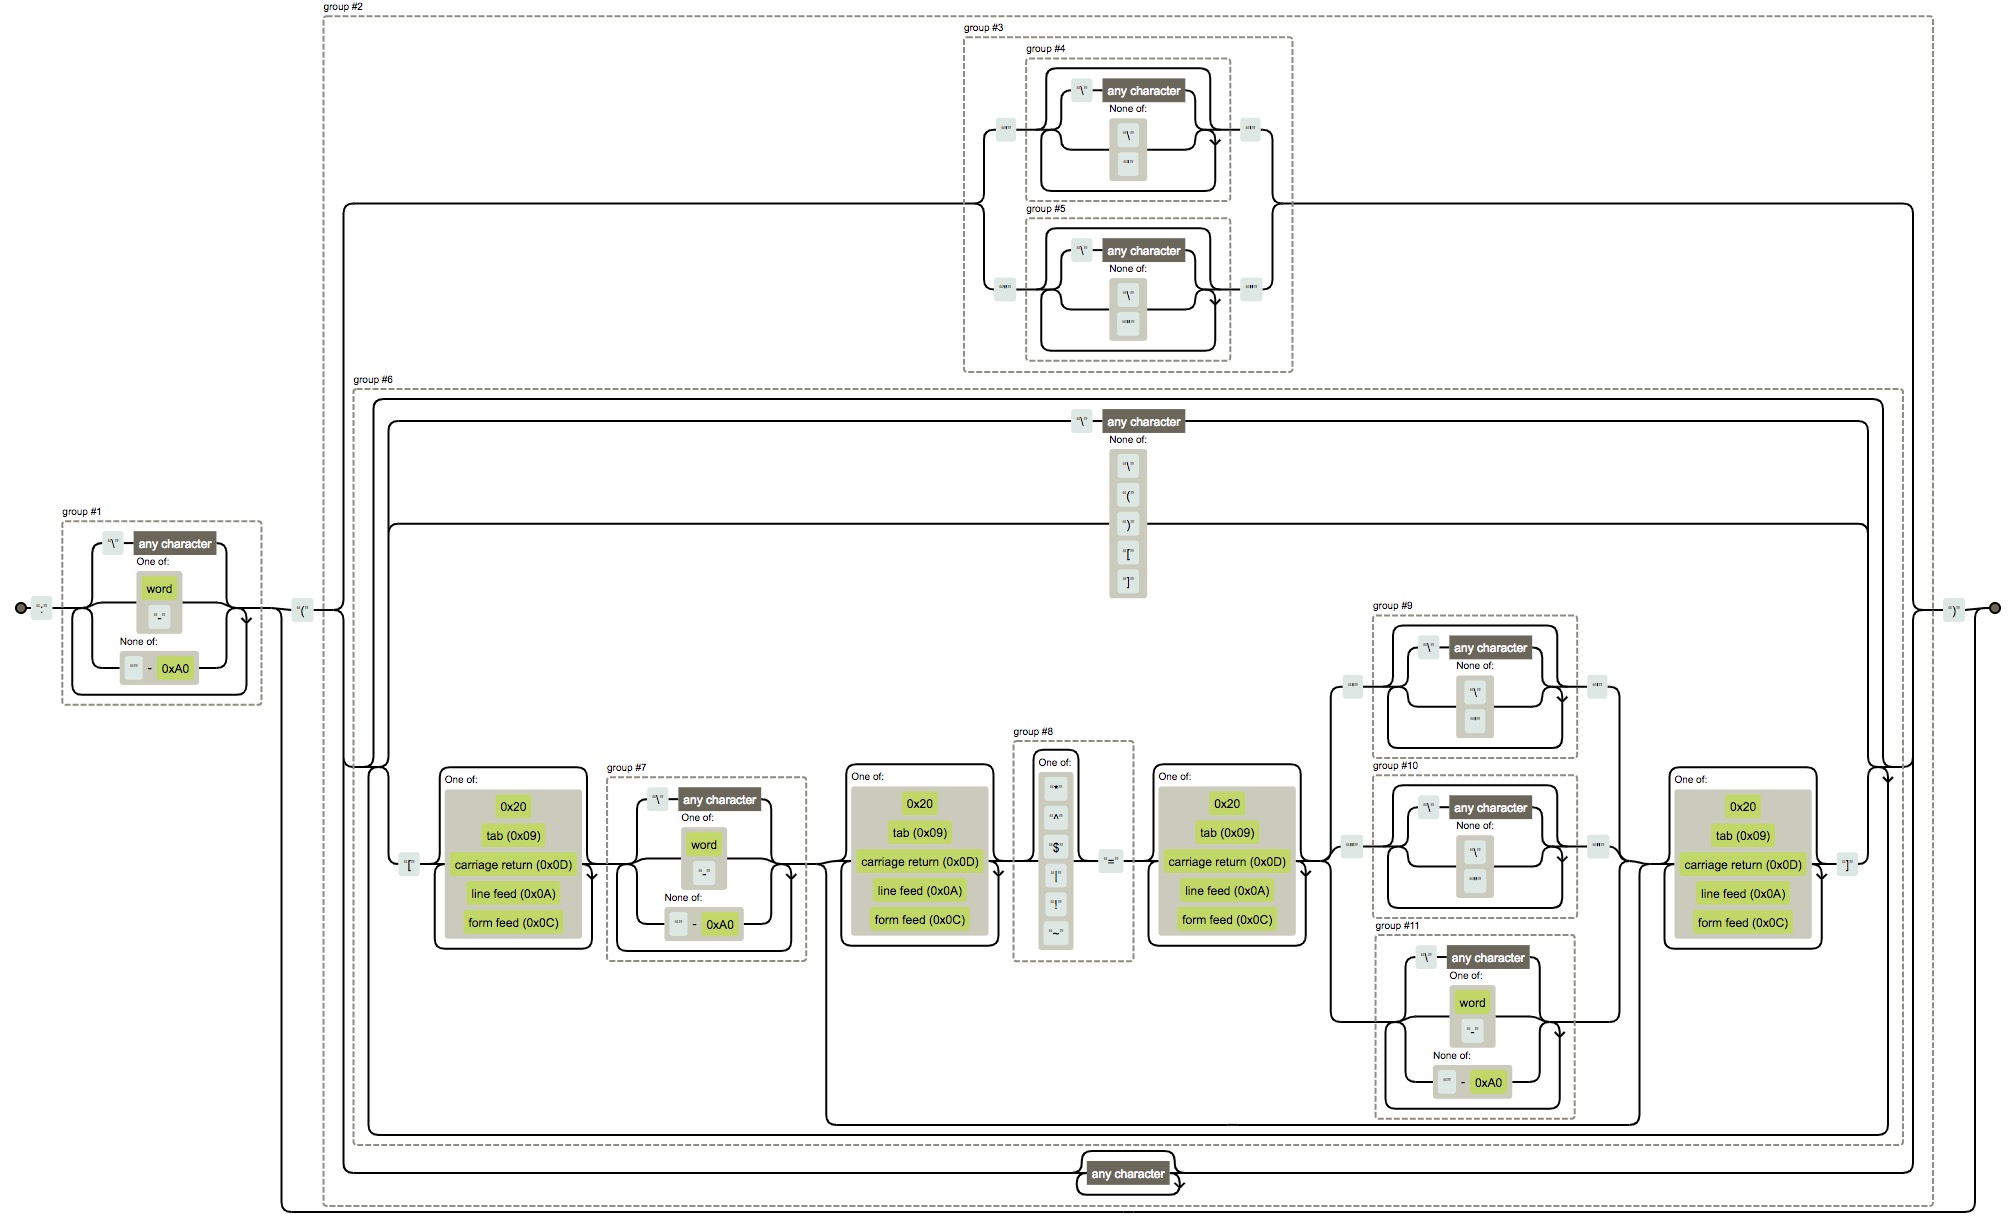 group #2
group #3
group #4
“\” any character
None of:
“\”
“'”
“'”
“'”
group #5
“\” any character
None of:
“\”
“"”
“"”
“"”
group #6
“\” any character
None of:
“\”
“(”
“)”
“[”
“]”
group #1
“:”
“\” any character
One of:
word
“-”
None of:
- 0xA0
“(”
“)”
“[”
One of:
0x20
tab (0x09)
carriage return (0x0D)
line feed (0x0A)
form feed (0x0C)
group #7
“\” any character
One of:
word
“-”
None of:
- 0xA0
One of:
0x20
tab (0x09)
carriage return (0x0D)
line feed (0x0A)
form feed (0x0C)
group #8
One of:
“*”
“^”
“$”
“|”
“!”
“~”
“=”
One of:
0x20
tab (0x09)
carriage return (0x0D)
line feed (0x0A)
form feed (0x0C)
group #9
“\” any character
None of:
“\”
“'”
“'”
“'”
group #10
“\” any character
None of:
“\”
“"”
“"”
“"”
group #11
“\” any character
One of:
word
“-”
None of:
- 0xA0
One of:
0x20
tab (0x09)
carriage return (0x0D)
line feed (0x0A)
form feed (0x0C)
“]”
any character